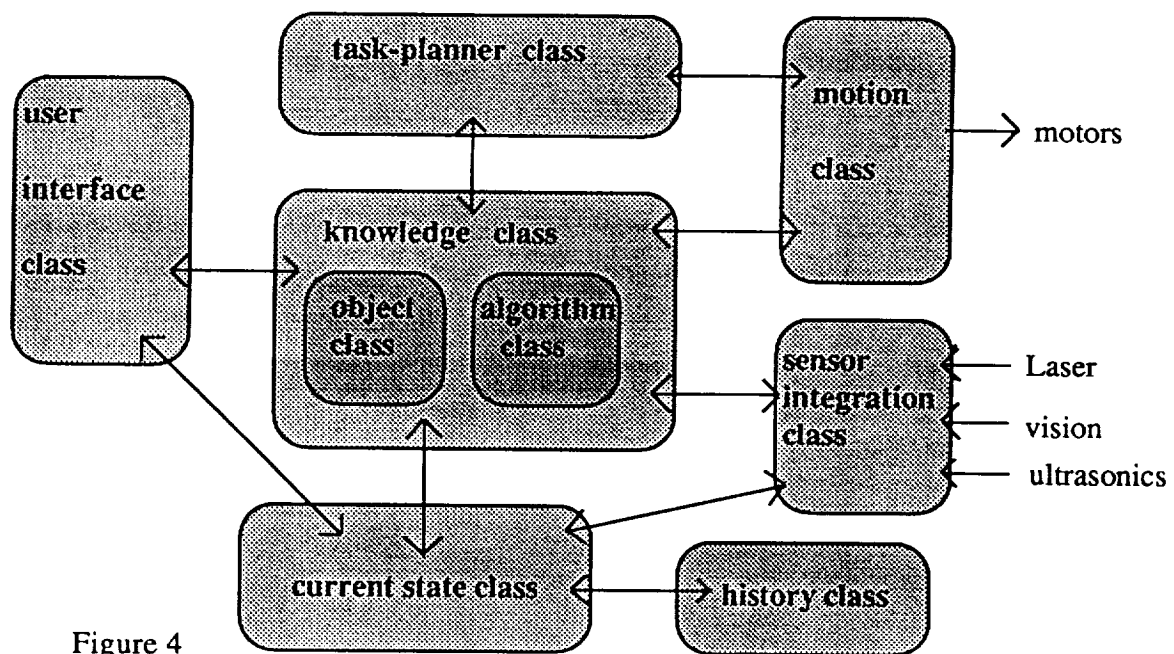 task-planner class
user
interface
class
motion
class
motors
knowledge class
object
class
algorithm
class
sensor
integration
class
Laser
vision
ultrasonics
current state class
history class
Figure 4